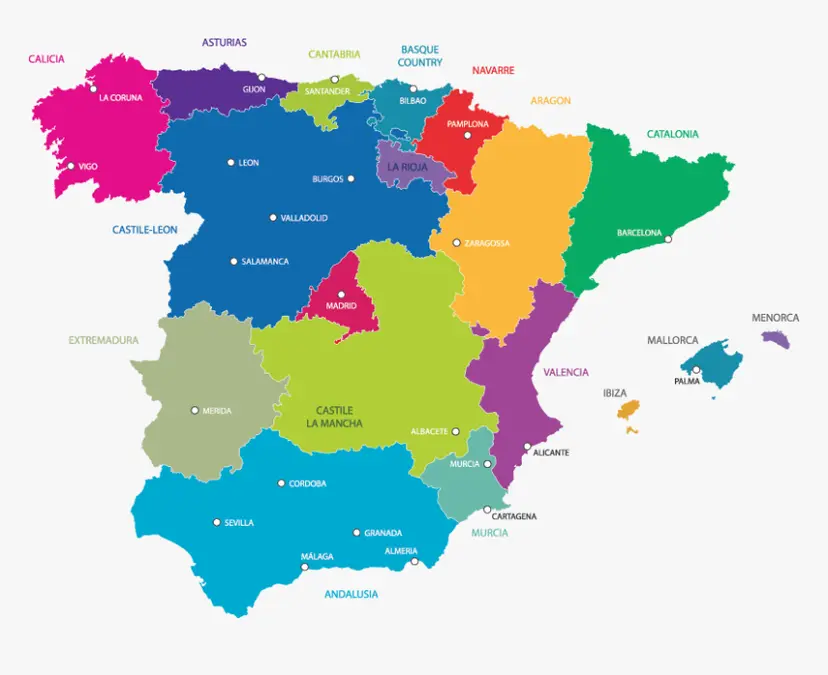 ASTURIAS
CALICIA
CANTABRIA
BASQUE
COUNTRY
NAVARRE
ARAGON
CATALONIA
LA CORUNA
GIJON
SANTANDER
BILBAO
PAMPLONA
VIGO
LEON
BURGOS
LA RIOJA
VALLADOLID
CASTILE-LEON
SALAMANCA
ZARAGOSSA
BARCELONA
MADRID
MENORCA
MALLORCA
PALMA
IBIZA
EXTREMADURA
VALENCIA
MERIDA
CASTILE
LA MANCHA
ALBACETE
ALICANTE
MURCIA
CARTAGENA
MURCIA
CORDOBA
SEVILLA
GRANADA
MÁLAGA
ALMERIA
ANDALUSIA